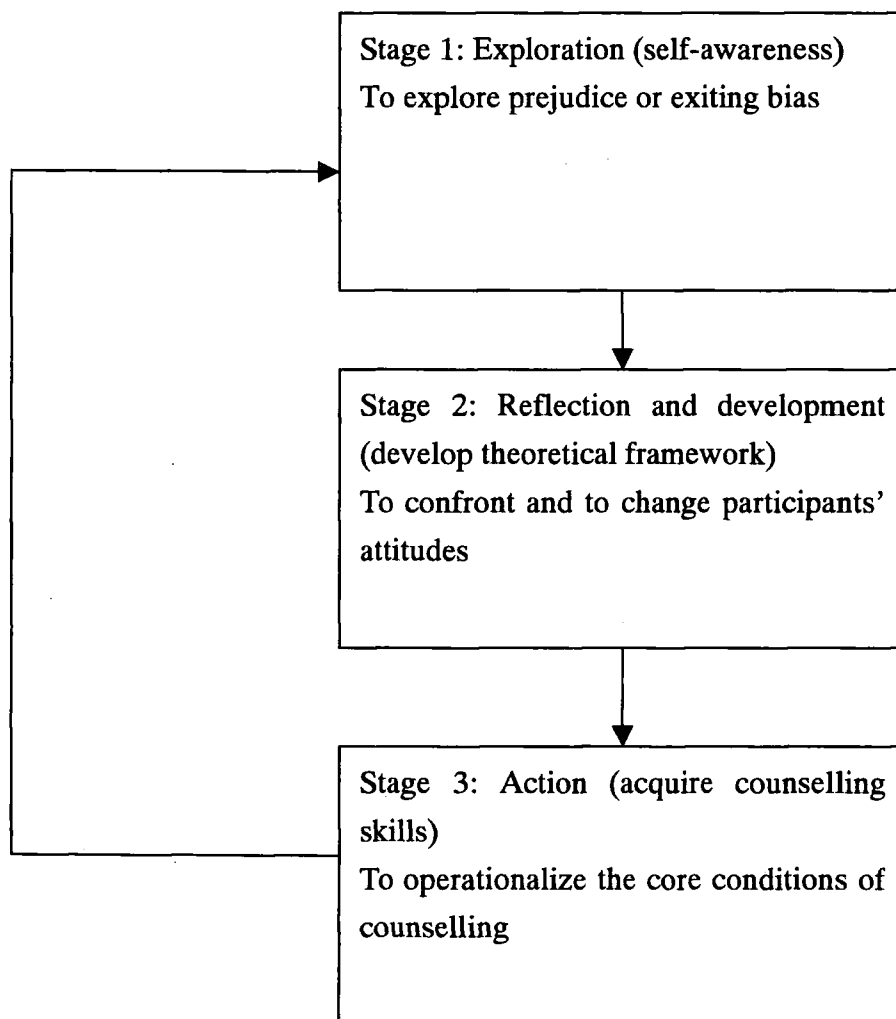 Stage 1: Exploration (self-awareness)
To explore prejudice or exiting bias
Stage 2: Reflection and development
(develop theoretical framework)
To confront and to change participants’
attitudes
Stage 3: Action (acquire counselling
skills)
To operationalize the core conditions of
counselling